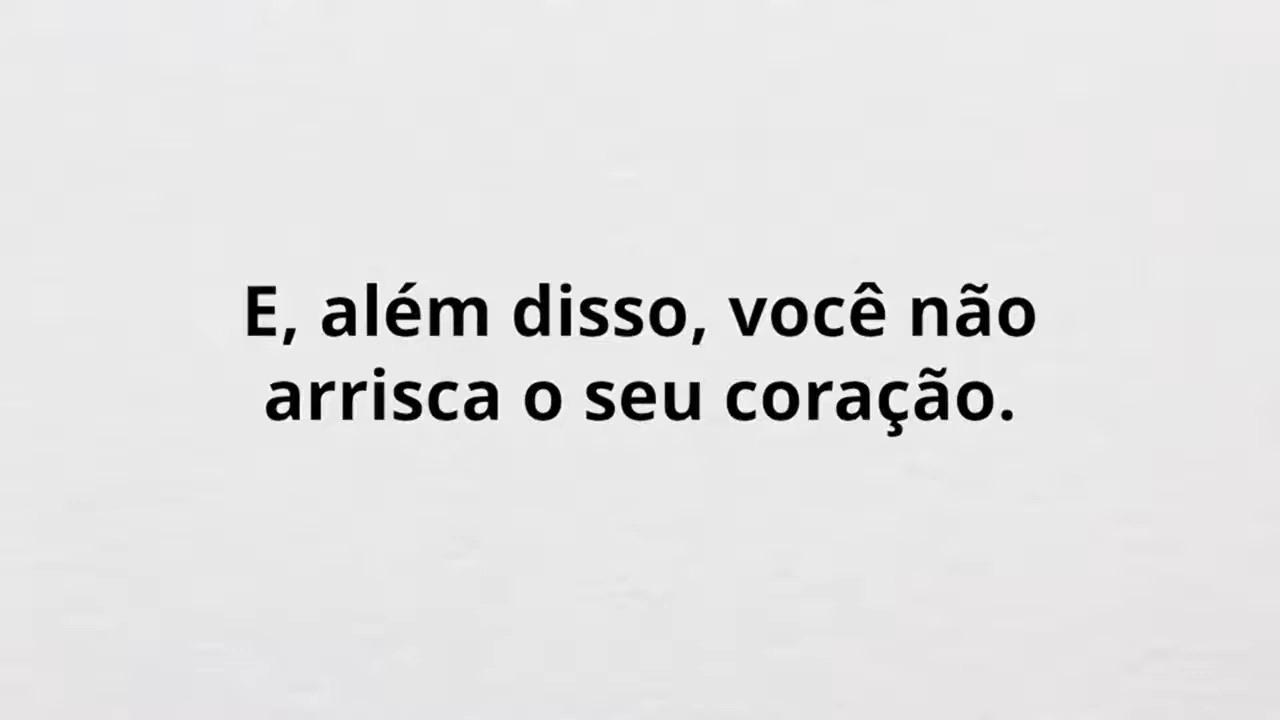 E, além disso, você não
arrisca o seu coração.